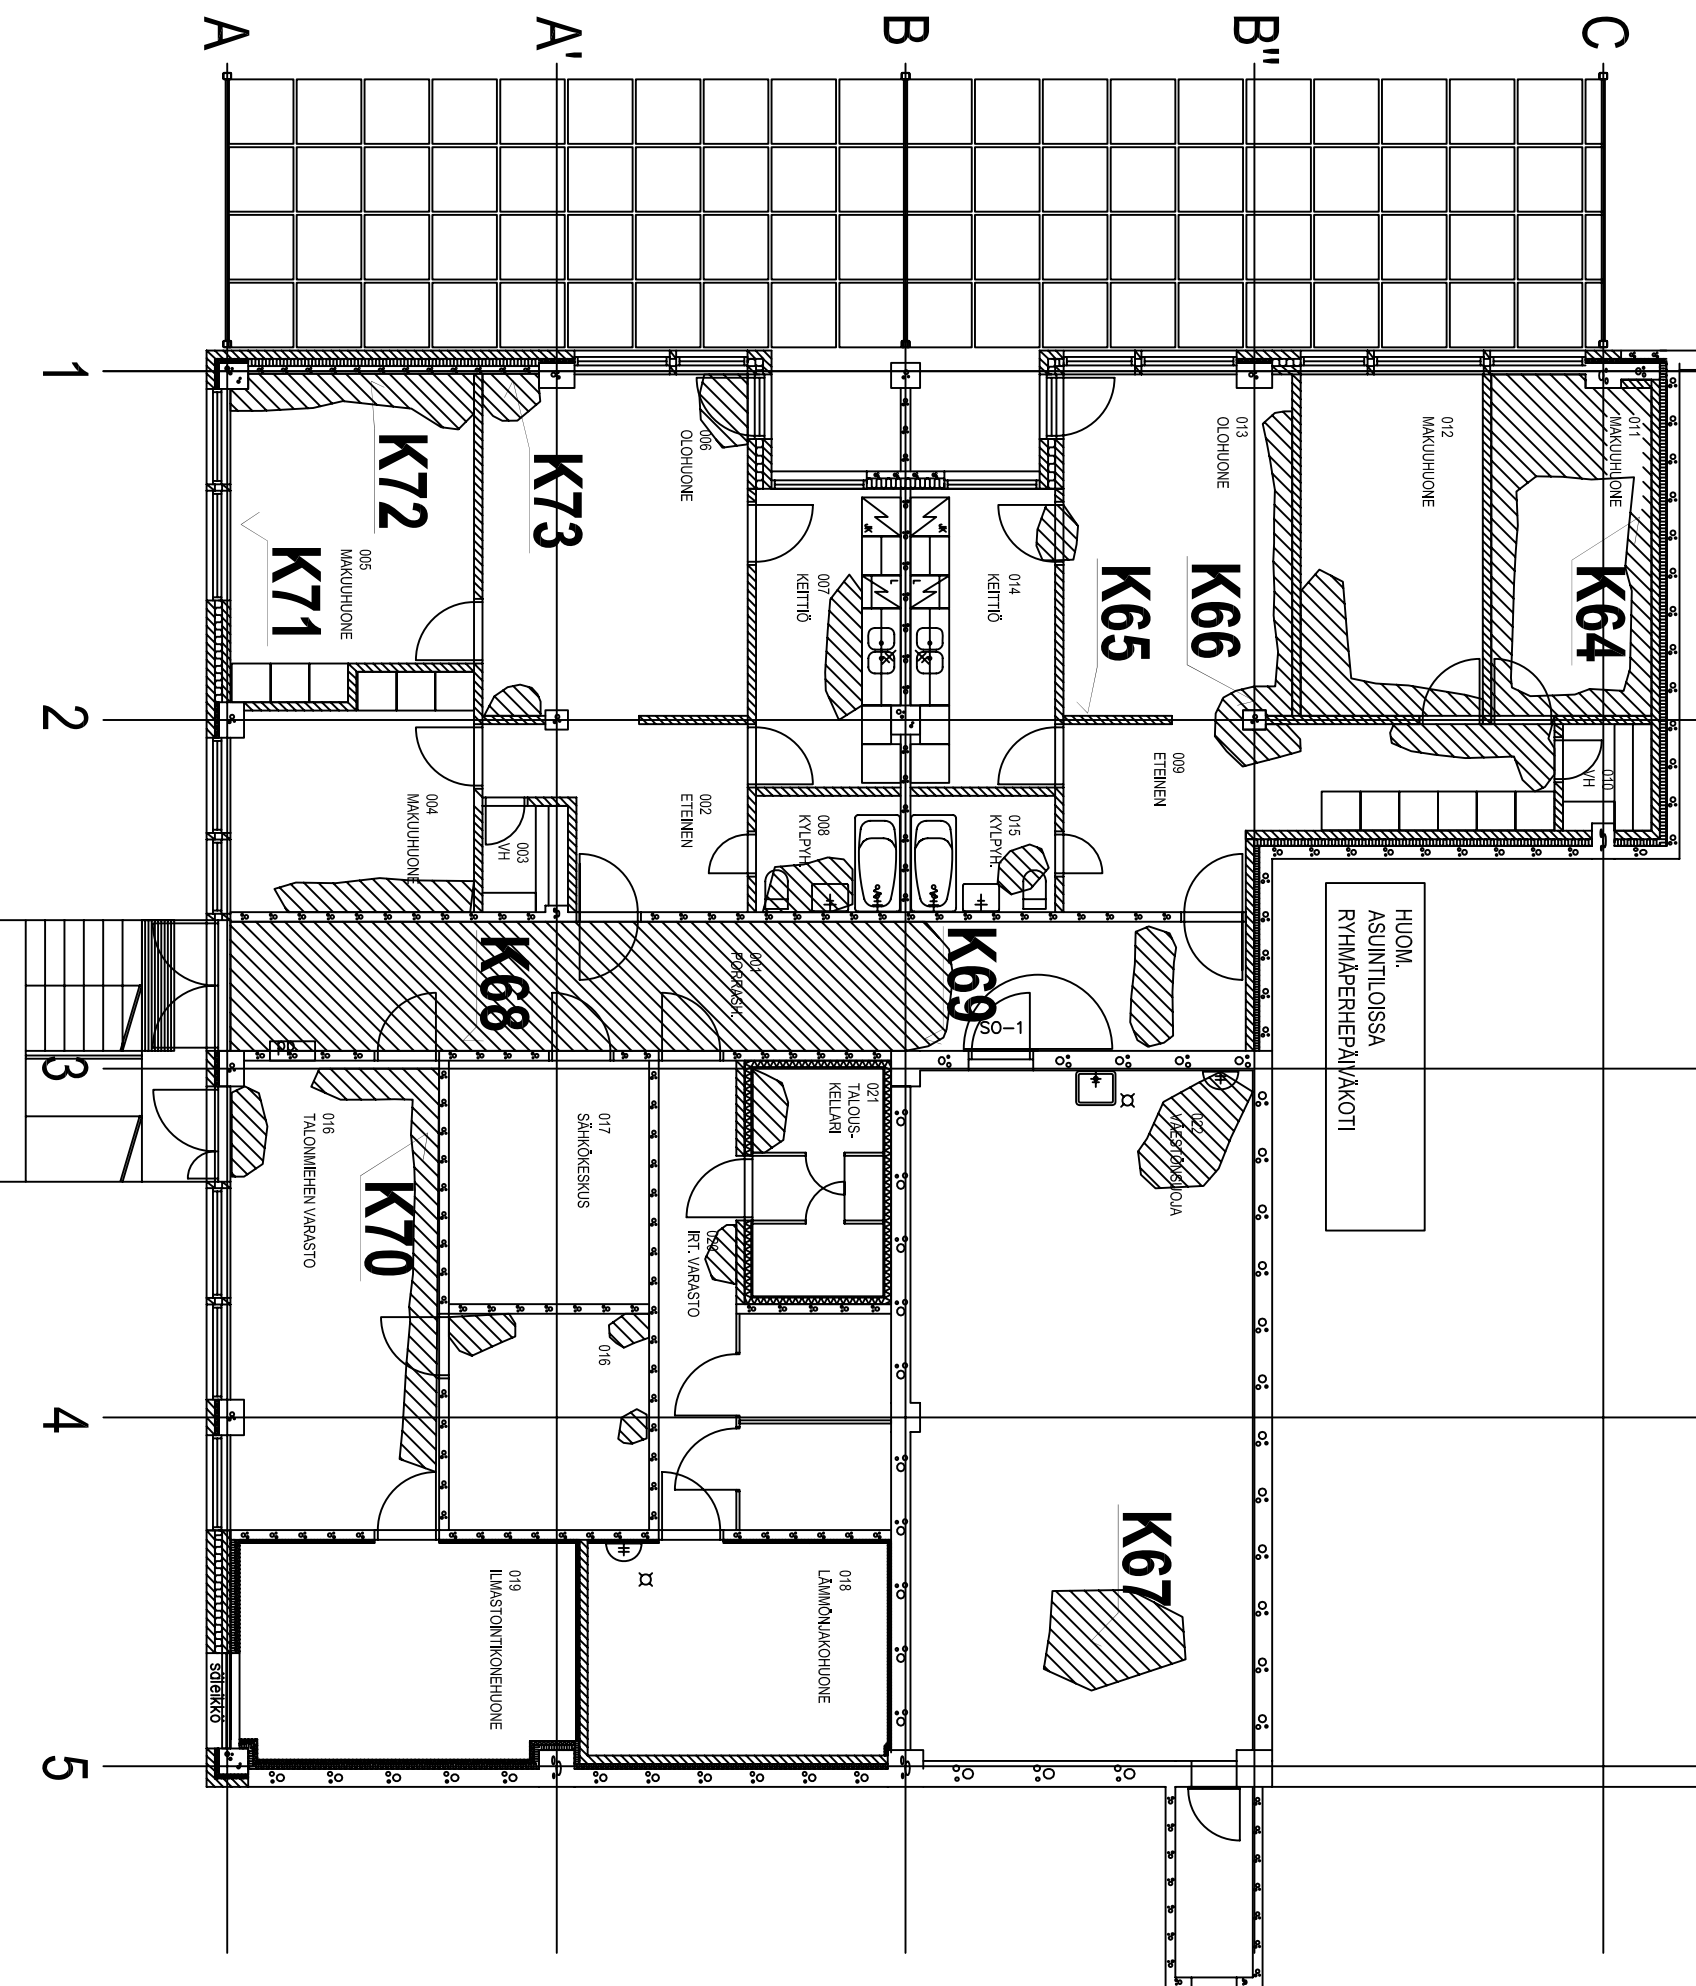 A
A'
B
B"
C
1
2
3
4
5
K72
K71
K73
K65
K66
K64
K68
K69
K70
K67
011
MAKUUHUONE
012
MAKUUHUONE
013
OLOHUONE
006
OLOHUONE
005
MAKUUHUONE
014
KEITTIÖ
007
KEITTIÖ
JK
JK
L
L
010
VH
009
ETEINEN
015
KYLPYH.
008
KYLPYH.
002
ETEINEN
003
VH
004
MAKUUHUONE
001
PORRASH.
SO-1
HUOM.
ASUINTILOISSA
RYHMÄPERHEPÄIVÄKOTI
pp
022
VÄESTÖNSUOJA
021
TALOUS-
KELLARI
017
SÄHKÖKESKUS
016
TALONMIEHEN VARASTO
020
IRT. VARASTO
016
018
LÄMMÖNJAKOHUONE
019
ILMASTOINTIKONEHUONE
säleikkö